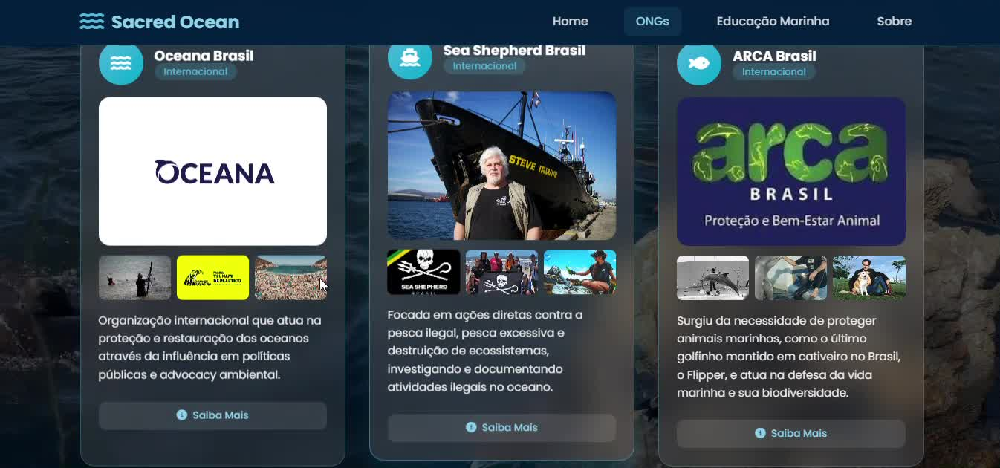 Sacred Ocean
Home
ONGs
Educação Marinha
Sobre
Oceana Brasil
Internacional
OCEANA
Organização internacional que atua na
proteção e restauração dos oceanos
através da influência em políticas
públicas e advocacy ambiental.
Saiba Mais
Sea Shepherd Brasil
Internacional
STEVE IRWIN
SEA SHEPHERD
BRASIL
Focada em ações diretas contra a
pesca ilegal, pesca excessiva e
destruição de ecossistemas,
investigando e documentando
atividades ilegais no oceano.
Saiba Mais
ARCA Brasil
Internacional
arca
BRASIL
Proteção e Bem-Estar Animal
Surgiu da necessidade de proteger
animais marinhos, como o último
golfinho mantido em cativeiro no Brasil,
o Flipper, e atua na defesa da vida
marinha e sua biodiversidade.
Saiba Mais